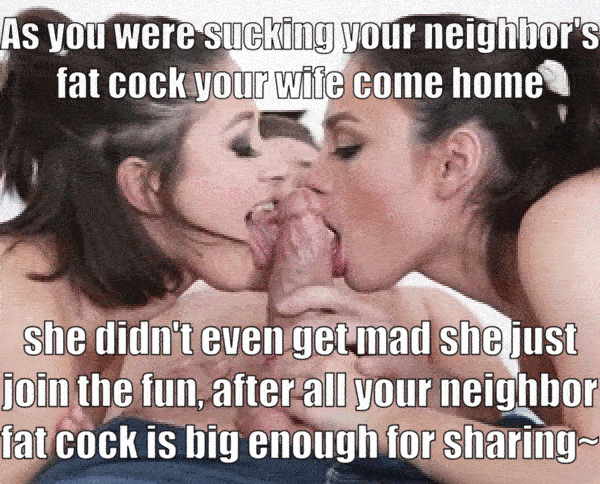 As you were sucking your neighbor's
fat cock your wife come home
she didn't even get mad she just
join the fun, after all your neighbor
fat cock is big enough for sharing~